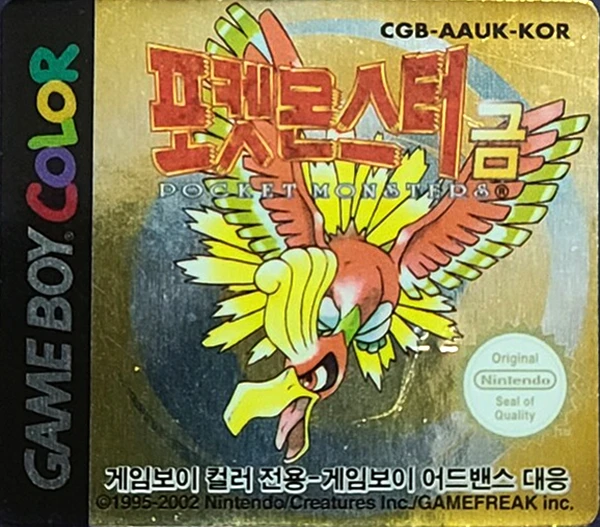 CGB-AAUK-KOR
포켓몬스터 금
POCKET MONSTERS®
GAME BOY® COLOR
Original
Nintendo
Seal of
Quality
게임보이 컬러 전용-게임보이 어드밴스 대응
©1995-2002 Nintendo/Creatures Inc./GAMEFREAK inc.